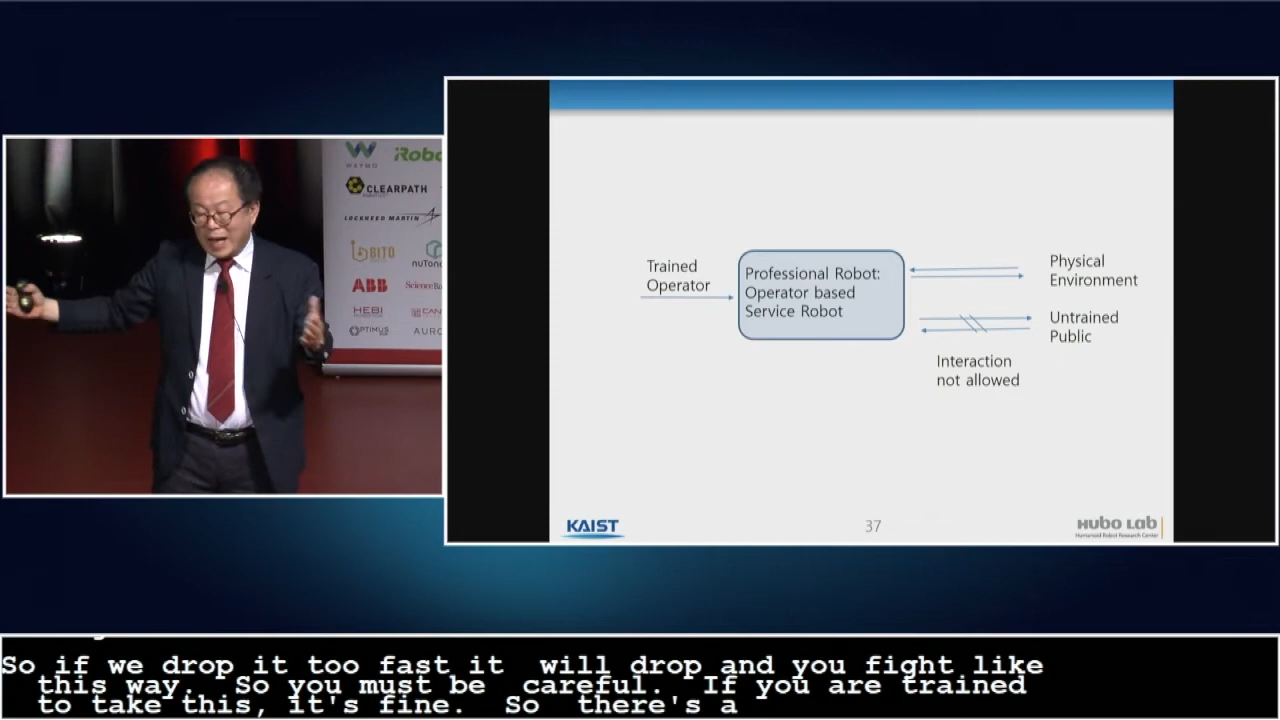 WAYMO
iRobo
CLEARPATH
ROBOTICS
LOCKHEED MARTIN
BITO
nuTono
ABB
Science Ro
HEBI
CAN
OPTIMUS
AURO
Trained
Operator
Professional Robot:
Operator based
Service Robot
Physical
Environment
Untrained
Public
Interaction
not allowed
KAIST
37
HUBO LAB
Humanoid Robot Research Center
So if we drop it too fast it will drop and you fight like
this way. So you must be careful. If you are trained
to take this, it's fine. So there's a